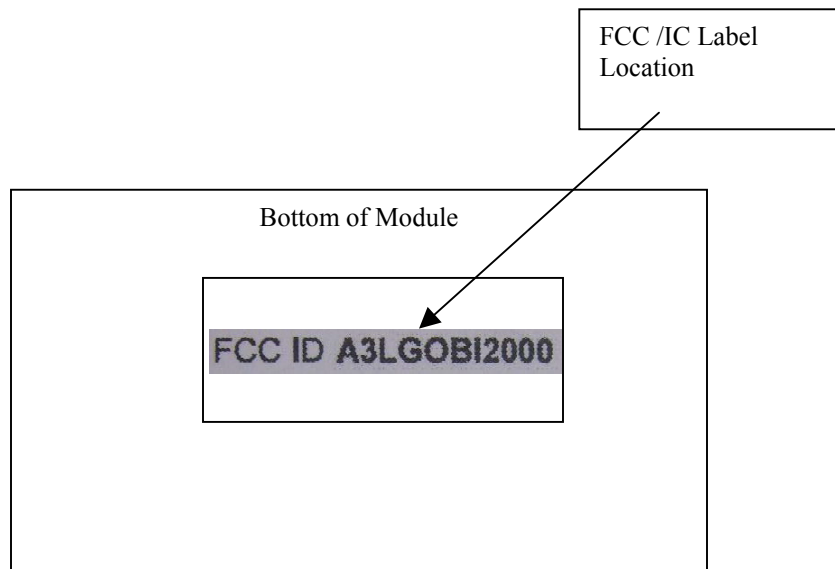 FCC /IC Label
Location
Bottom of Module
FCC ID A3LGOBI2000